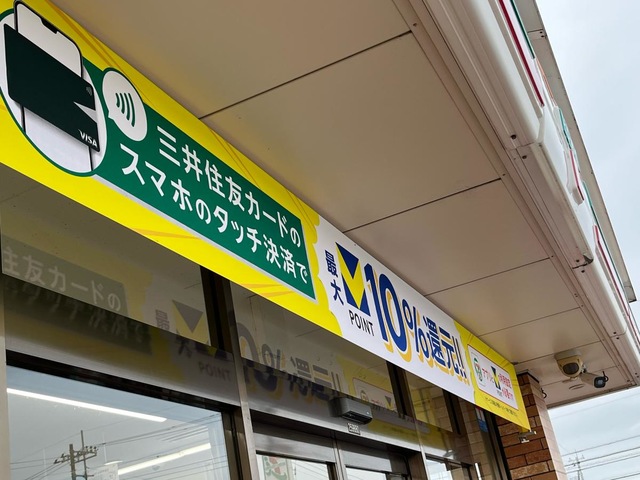 VISA
三井住友カードの
スマホのタッチ決済で
最大
POINT
10%還元!!